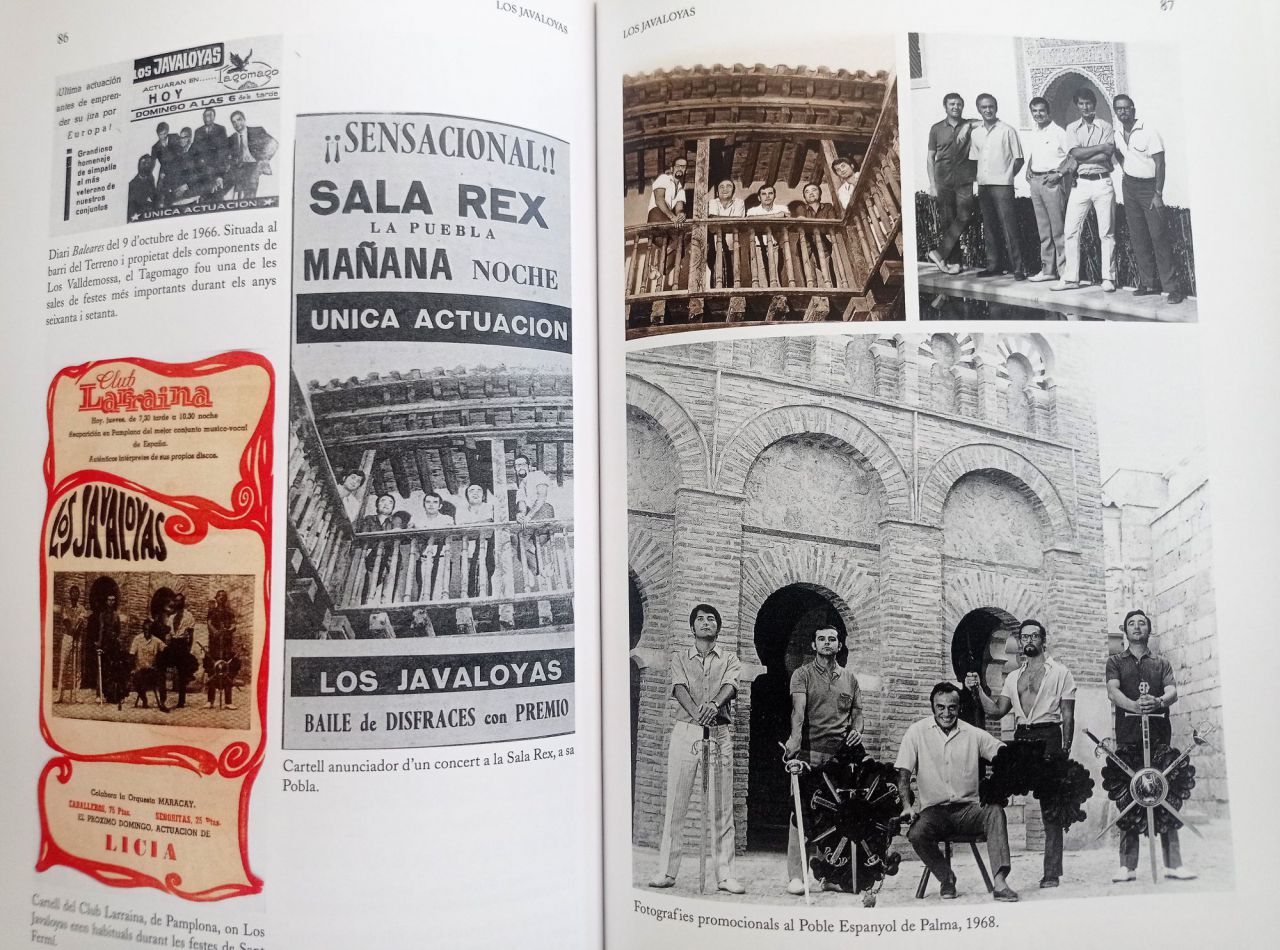 86
LOS JAVALOYAS
¡Ultima actuación
antes de empren-
der su jira por
Europa!
Grandioso
homenaje
de simpatía
al más
veterano de
nuestros
conjuntos
LOS JAVALOYAS
ACTUARAN EN......
Tagomago
HOY
DOMINGO A LAS 6 de la tarde
★ UNICA ACTUACION ★
Diari Baleares del 9 d'octubre de 1966. Situada al
barri del Terreno i propietat dels components de
Los Valldemossa, el Tagomago fou una de les
sales de festes més importants durant els anys
seixanta i setanta.
Club
Larraina
Hoy, jueves, de 7,30 tarde a 10,30 noche
Reaparición en Pamplona del mejor conjunto musico-vocal
de España.
Auténticos intérpretes de sus propios discos.
LOS JAVALOYAS
Colabora la Orquesta MARACAY.
CABALLEROS, 75 Ptas. SEÑORITAS, 25 Ptas.
EL PROXIMO DOMINGO, ACTUACION DE
LICIA
Cartell del Club Larraina, de Pamplona, on Los
Javaloyas eren habituals durant les festes de Sant
Fermí.
¡¡SENSACIONAL!!
SALA REX
LA PUEBLA
MAÑANA NOCHE
UNICA ACTUACION
LOS JAVALOYAS
BAILE de DISFRACES con PREMIO
Cartell anunciador d'un concert a la Sala Rex, a sa
Pobla.
LOS JAVALOYAS
87
Fotografies promocionals al Poble Espanyol de Palma, 1968.